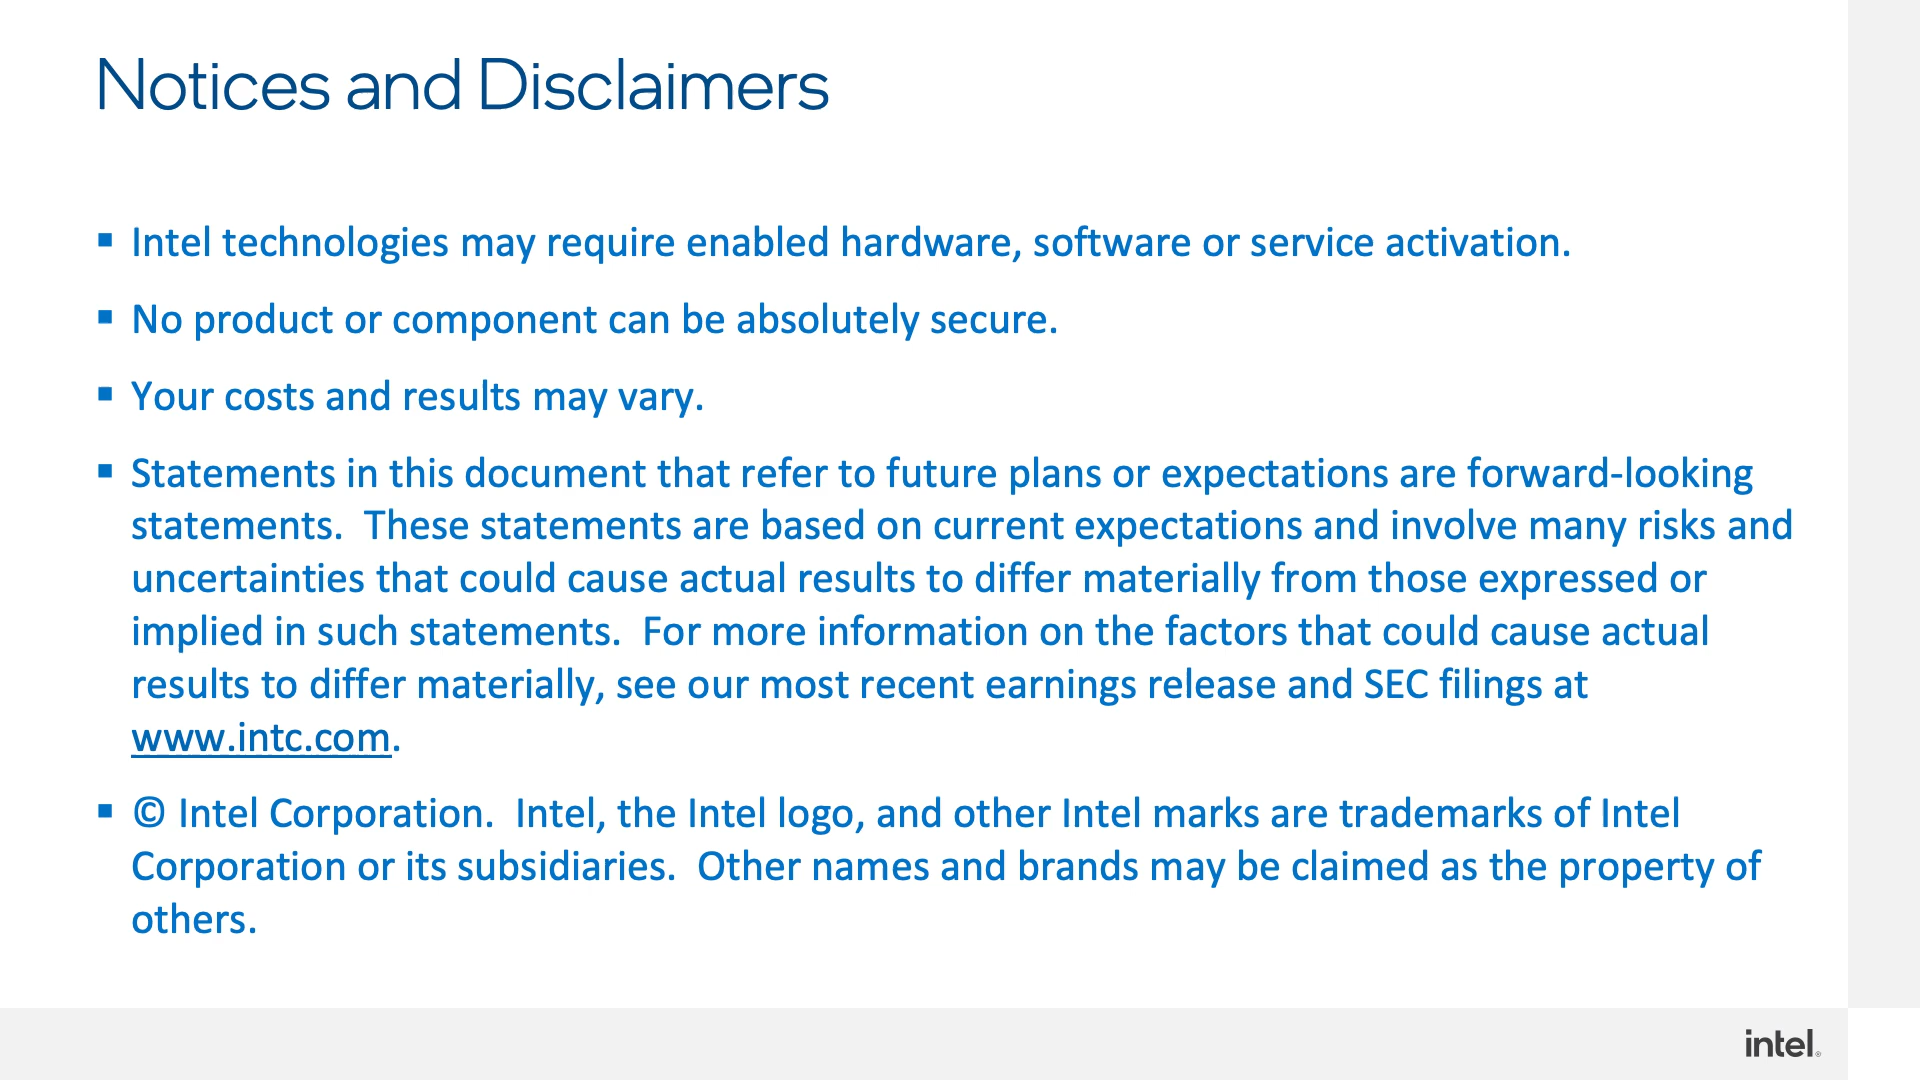 Notices and Disclaimers
▪ Intel technologies may require enabled hardware, software or service activation.
▪ No product or component can be absolutely secure.
▪ Your costs and results may vary.
▪ Statements in this document that refer to future plans or expectations are forward-looking
statements.  These statements are based on current expectations and involve many risks and
uncertainties that could cause actual results to differ materially from those expressed or
implied in such statements.  For more information on the factors that could cause actual
results to differ materially, see our most recent earnings release and SEC filings at
www.intc.com.
▪ © Intel Corporation.  Intel, the Intel logo, and other Intel marks are trademarks of Intel
Corporation or its subsidiaries.  Other names and brands may be claimed as the property of
others.
intel®